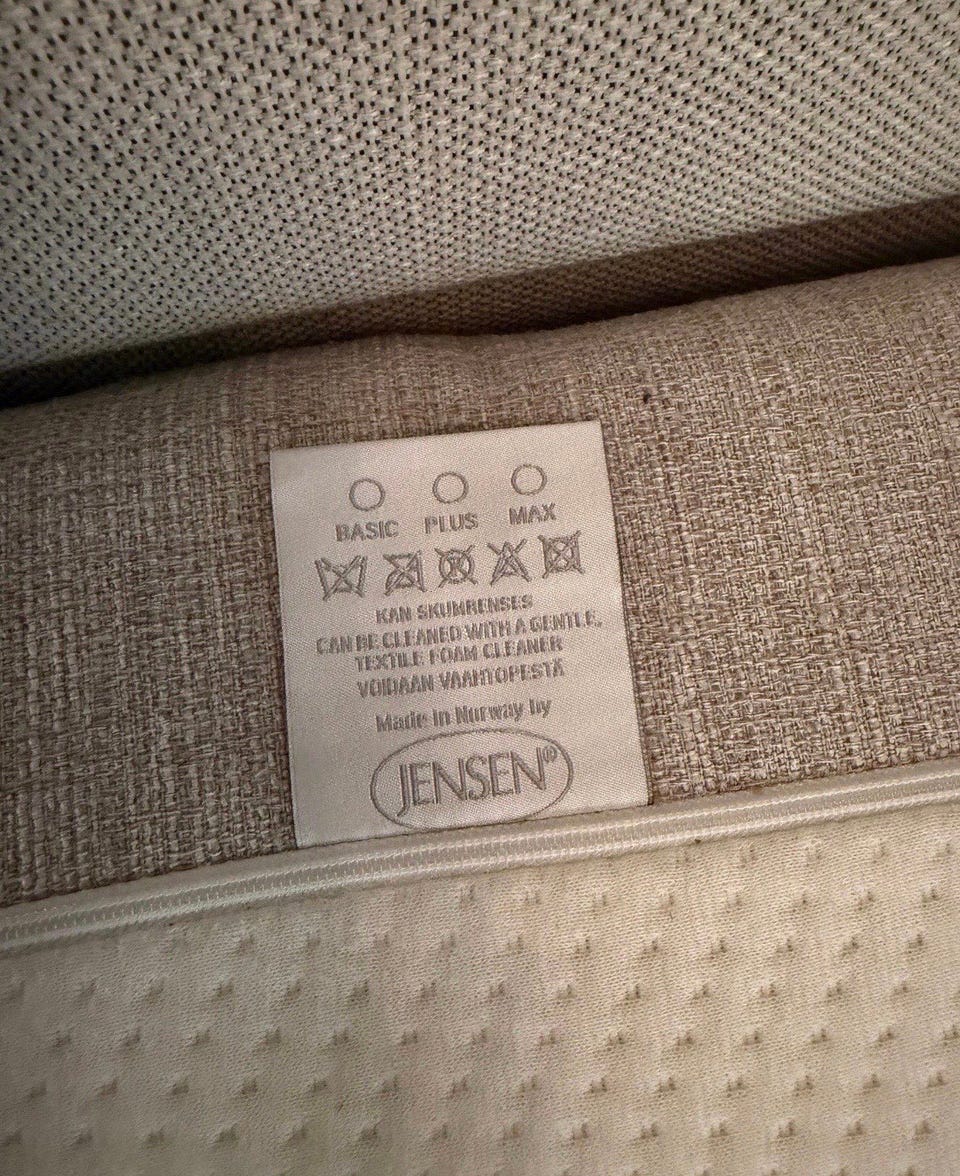 BASIC PLUS MAX
KAN SKUMRENSES
CAN BE CLEANED WITH A GENTLE,
TEXTILE FOAM CLEANER
VOIDAAN VAAHTOPESTÄ
Made in Norway by
JENSEN®